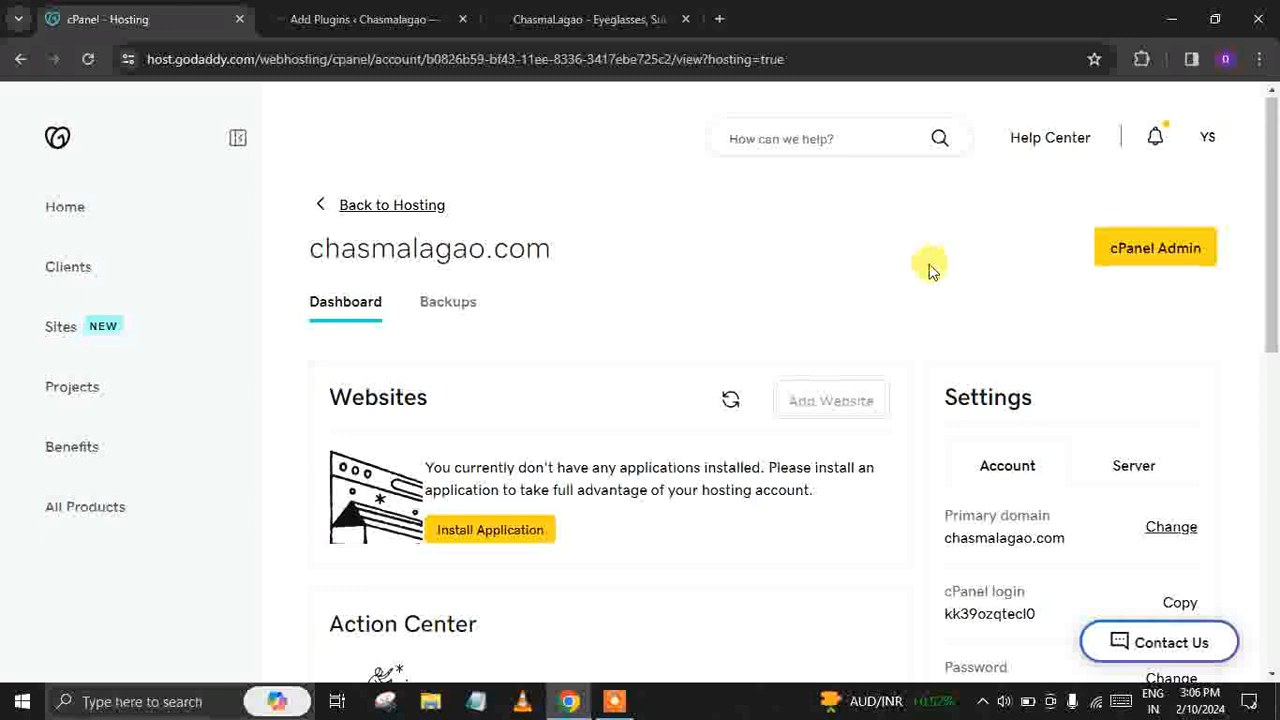 cPanel - Hosting
Add Plugins ‹ Chasmalagao —
ChasmaLagao - Eyeglasses, Su
host.godaddy.com/webhosting/cpanel/account/b0826b59-bf43-11ee-8336-3417ebe725c2/view?hosting=true
How can we help?
Help Center
YS
Home
Clients
Sites NEW
Projects
Benefits
All Products
Back to Hosting
chasmalagao.com
cPanel Admin
Dashboard
Backups
Websites
Add Website
You currently don't have any applications installed. Please install an
application to take full advantage of your hosting account.
Install Application
Action Center
Settings
Account
Server
Primary domain
chasmalagao.com
Change
cPanel login
kk39ozqtecl0
Copy
Password
Change
Contact Us
Type here to search
AUD/INR +0.52%
ENG
IN
3:06 PM
2/10/2024